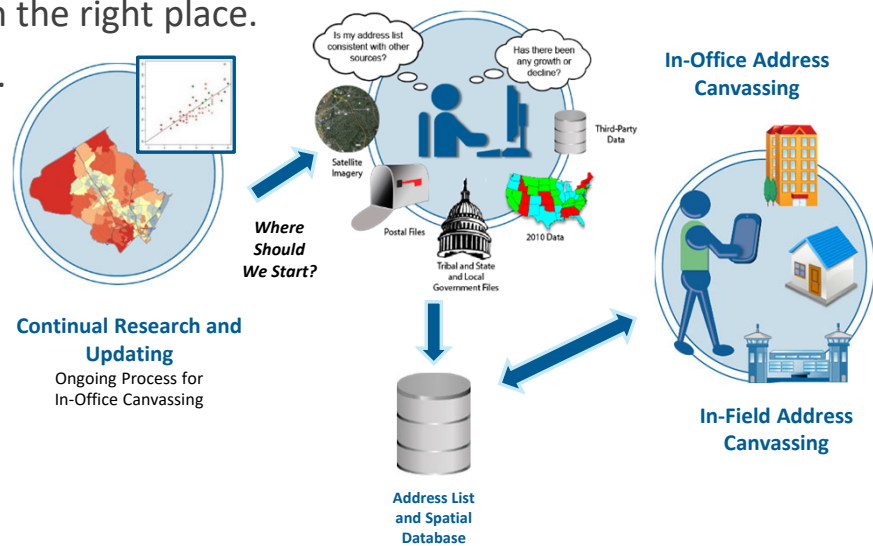 n the right place.
.
Is my address list
consistent with other
sources?
Has there been
any growth or
decline?
In-Office Address
Canvassing
Satellite
Imagery
Third-Party
Data
Postal Files
2010 Data
Tribal and State
and Local
Government Files
Where
Should
We Start?
Continual Research and
Updating
Ongoing Process for
In-Office Canvassing
In-Field Address
Canvassing
Address List
and Spatial
Database